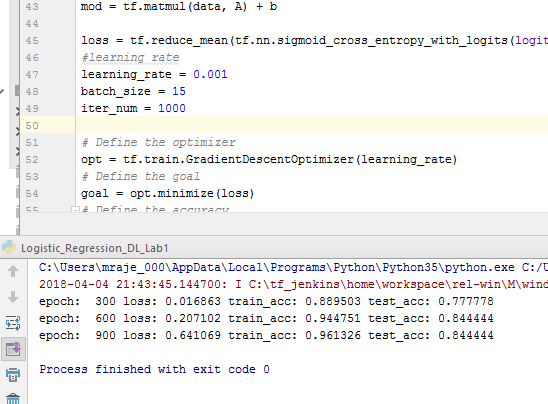 43 mod = tf.matmul(data, A) + b
44
45 loss = tf.reduce_mean(tf.nn.sigmoid_cross_entropy_with_logits(logit
46 #learning rate
47 learning_rate = 0.001
48 batch_size = 15
49 iter_num = 1000
50
51 # Define the optimizer
52 opt = tf.train.GradientDescentOptimizer(learning_rate)
53 # Define the goal
54 goal = opt.minimize(loss)
55 # Define the accuracy
Logistic_Regression_DL_Lab1
C:\Users\mraje_000\AppData\Local\Programs\Python\Python35\python.exe C:/U
2018-04-04 21:43:45.144700: I C:\tf_jenkins\home\workspace\rel-win\M\wind
epoch: 300 loss: 0.016863 train_acc: 0.889503 test_acc: 0.777778
epoch: 600 loss: 0.207102 train_acc: 0.944751 test_acc: 0.844444
epoch: 900 loss: 0.641069 train_acc: 0.961326 test_acc: 0.844444
Process finished with exit code 0